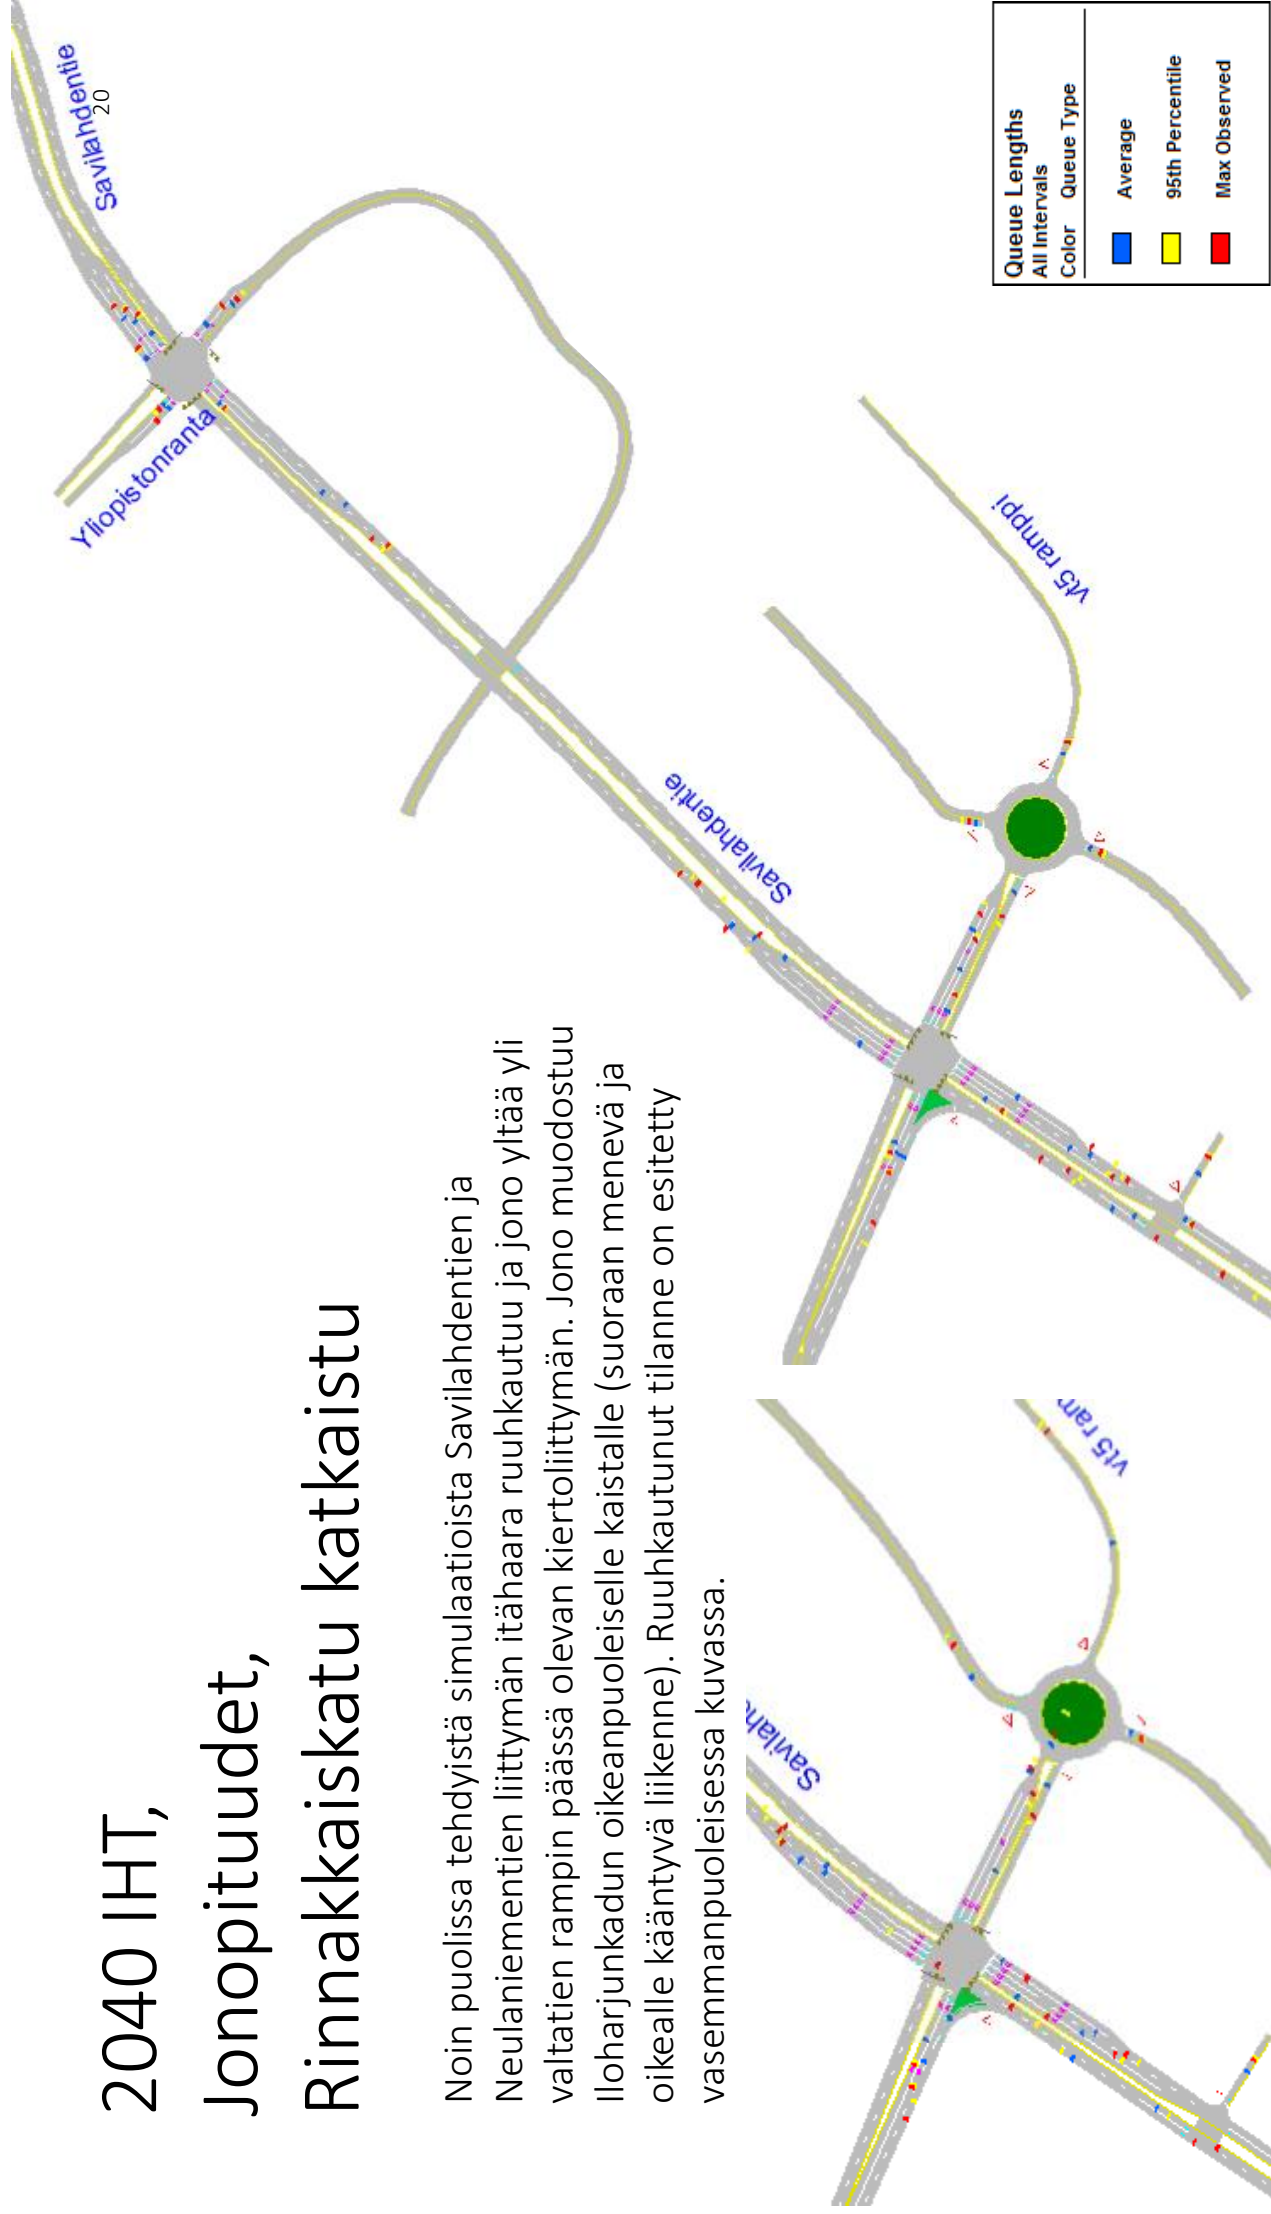 2040 IHT,
Jonopituudet,
Rinnakkaiskatu katkaistu
Noin puolissa tehdyistä simulaatioista Savilahdentien ja
Neulaniementien liittymän itähaara ruuhkautuu ja jono yltää yli
valtatien rampin päässä olevan kiertoliittymän. Jono muodostuu
Iloharjunkadun oikeanpuoleiselle kaistalle (suoraan menevä ja
oikealle kääntyvä liikenne). Ruuhkautunut tilanne on esitetty
vasemmanpuoleisessa kuvassa.
Savilahdentie
20
Yliopistonranta
Savilahdentie
vt5 ramppi
Savilahd
vt5 ram
Queue Lengths
All Intervals
Color Queue Type
Average
95th Percentile
Max Observed